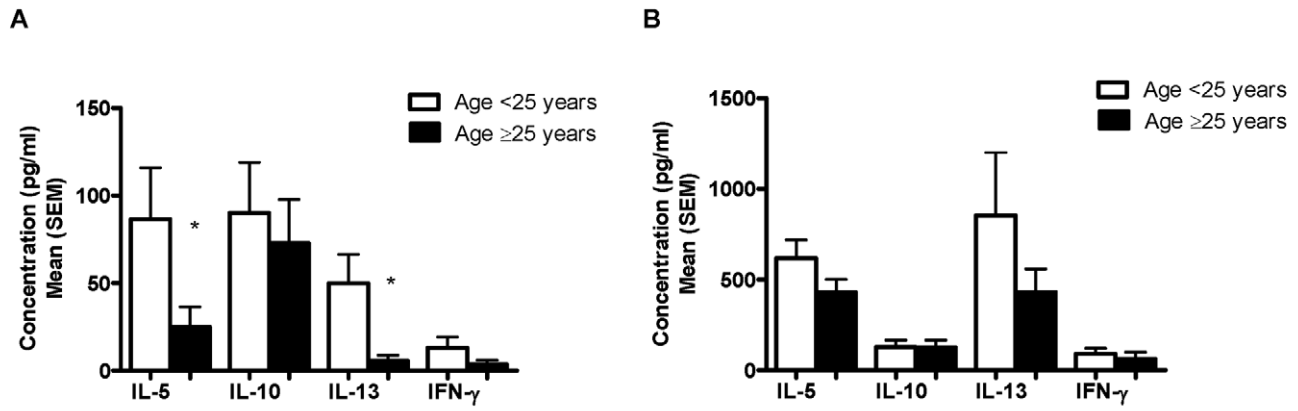 A
Age <25 years
Age ≥25 years
Concentration (pg/ml)
Mean (SEM)
150
100
50
0
*
*
IL-5
IL-10
IL-13
IFN-γ
B
Age <25 years
Age ≥25 years
Concentration (pg/ml)
Mean (SEM)
1500
1000
500
0
IL-5
IL-10
IL-13
IFN-γ